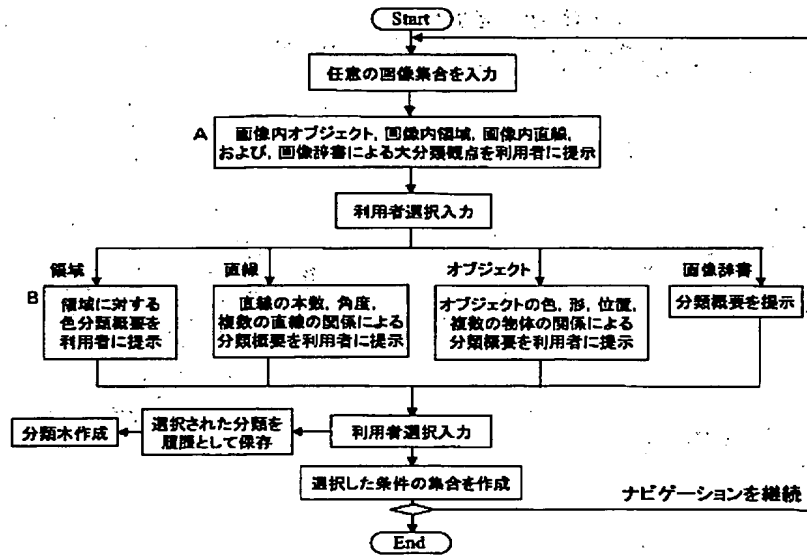 Start
任意の画像集合を入力
A
画像内オブジェクト, 画像内領域, 画像内直線,
および, 画像辞書による大分類観点を利用者に提示
利用者選択入力
領域
直線
オブジェクト
画像辞書
B
領域に対する
色分類概要を
利用者に提示
直線の本数, 角度,
複数の直線の関係による
分類概要を利用者に提示
オブジェクトの色, 形, 位置,
複数の物体の関係による
分類概要を利用者に提示
分類概要を提示
分類木作成
選択された分類を
履歴として保存
利用者選択入力
選択した条件の集合を作成
ナビゲーションを継続
End